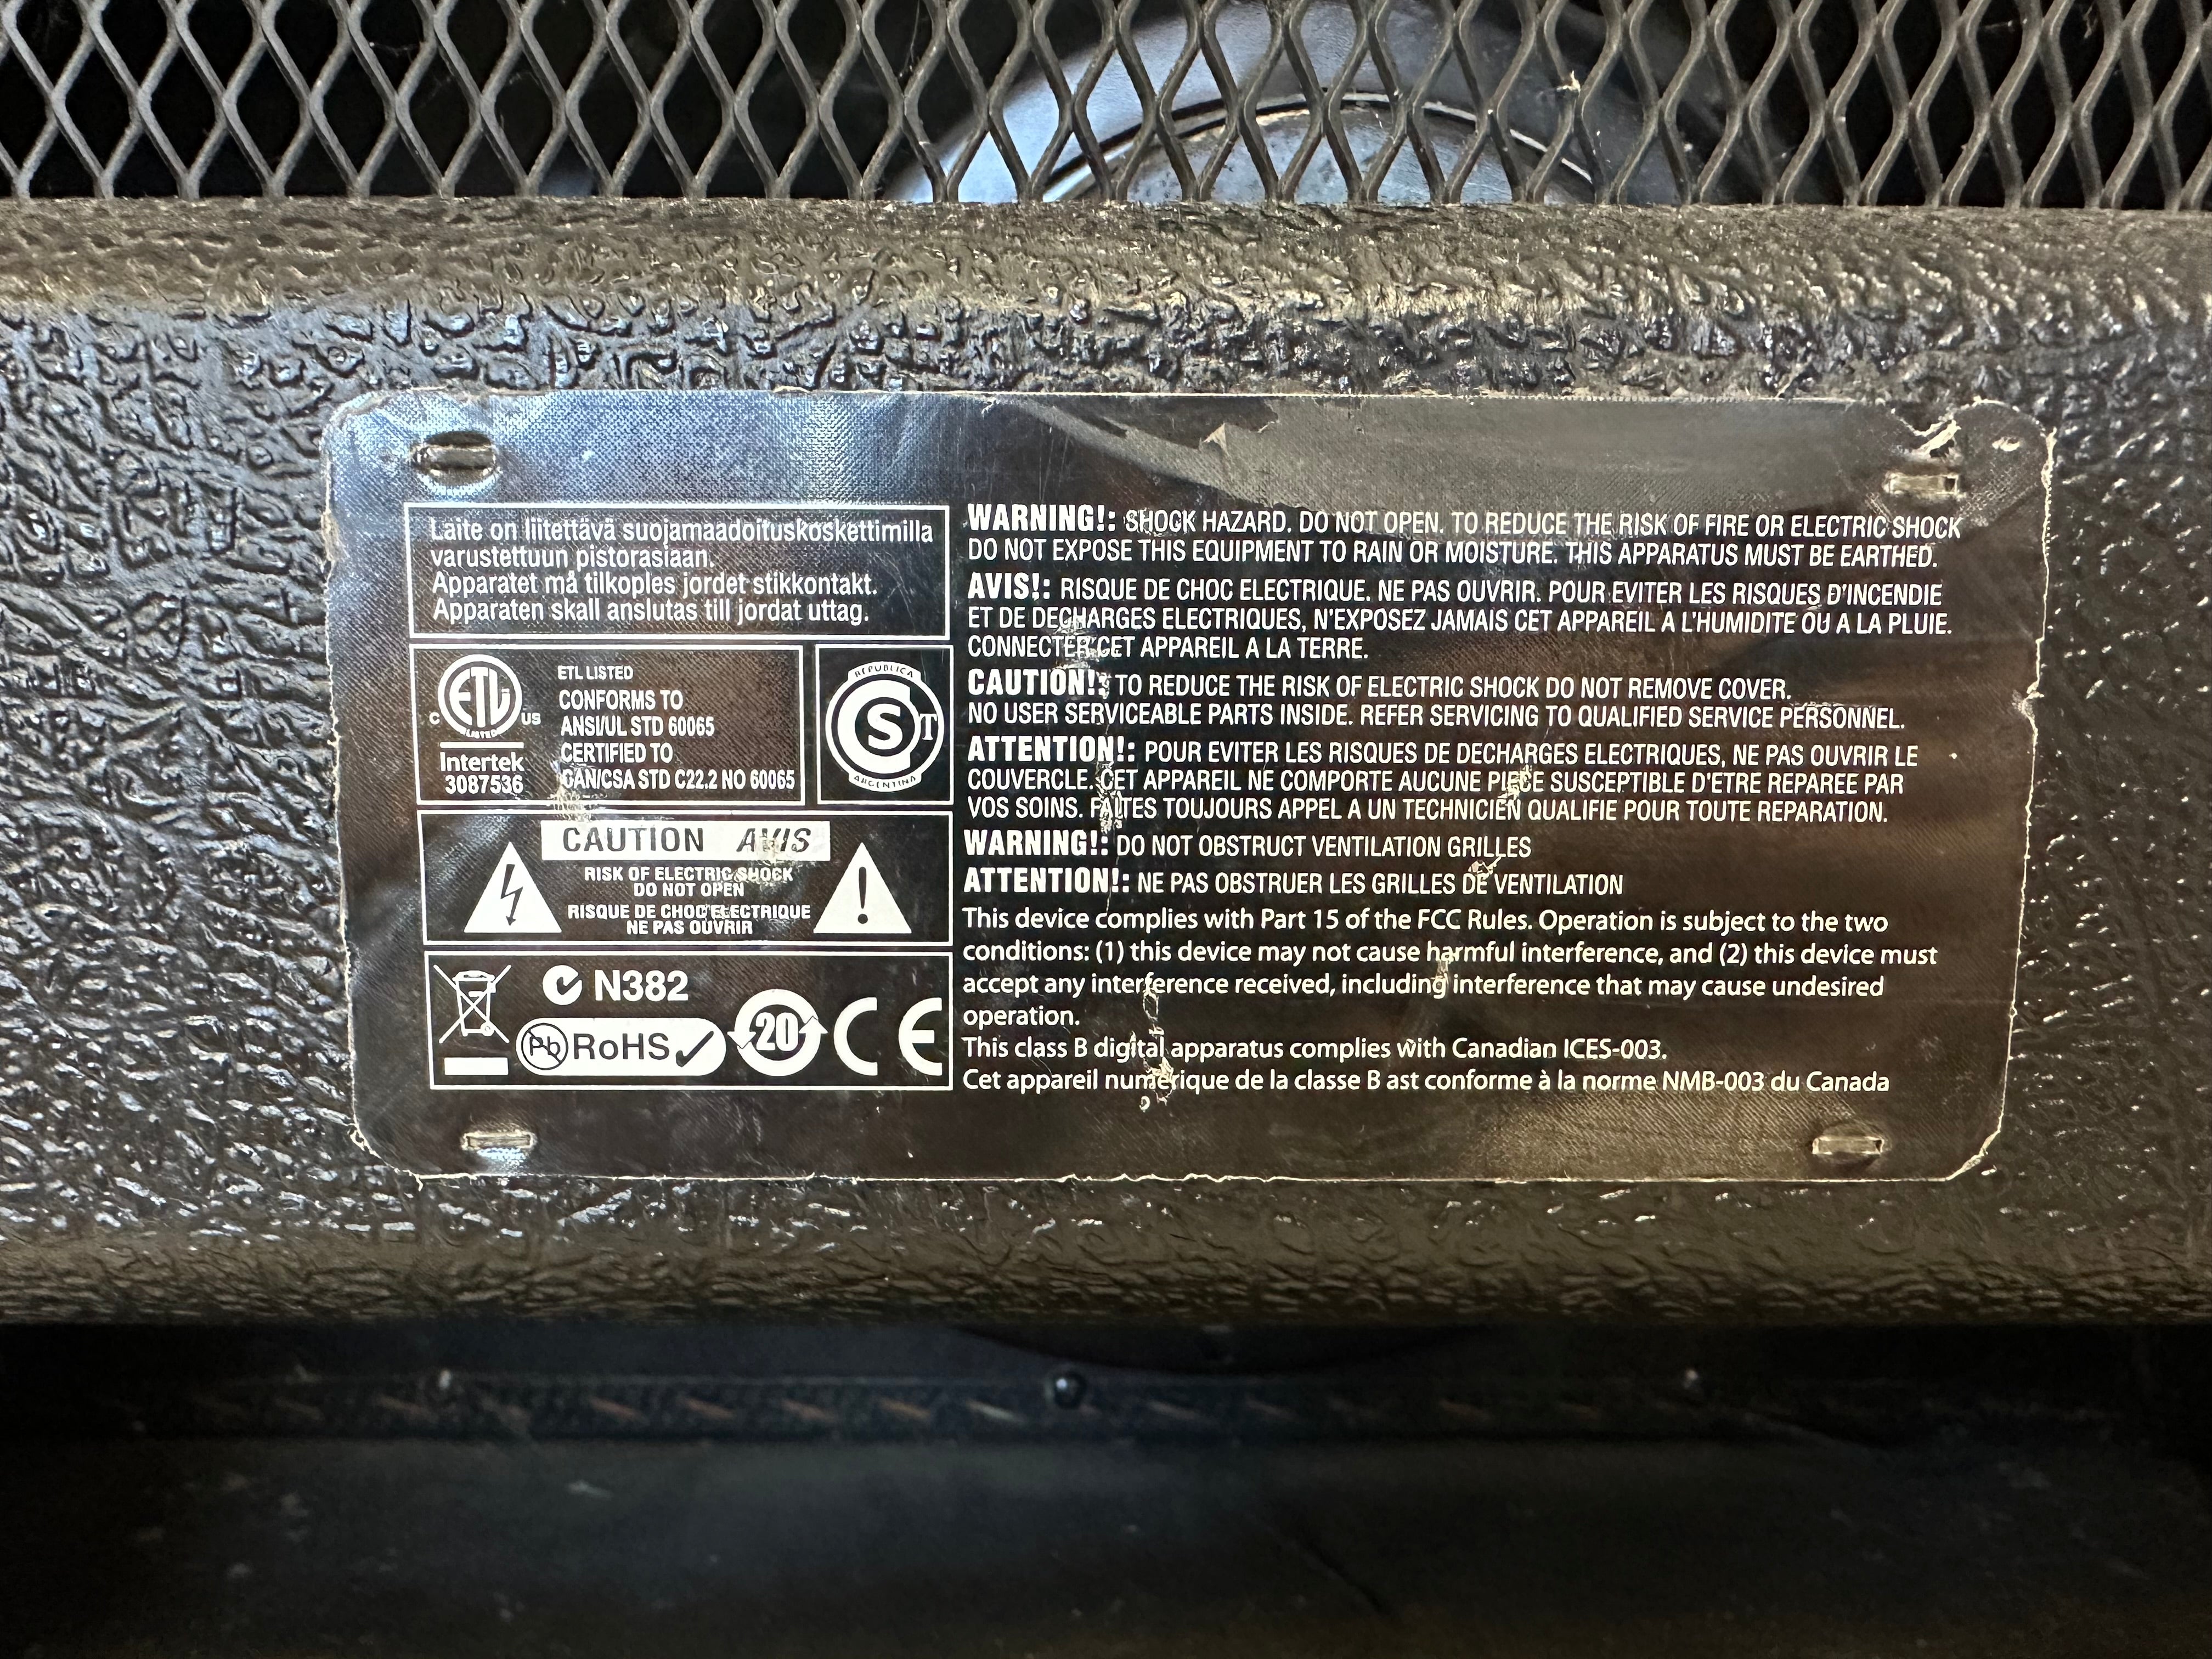 Laite on liitettävä suojamaadoituskoskettimilla
varustettuun pistorasiaan.
Apparatet må tilkoples jordet stikkontakt.
Apparaten skall anslutas till jordat uttag.
ETL
LISTED
C
US
Intertek
3087536
ETL LISTED
CONFORMS TO
ANSI/UL STD 60065
CERTIFIED TO
CAN/CSA STD C22.2 NO 60065
REPUBLICA
S
T
ARGENTINA
CAUTION AVIS
RISK OF ELECTRIC SHOCK
DO NOT OPEN
RISQUE DE CHOC ELECTRIQUE
NE PAS OUVRIR
N382
Pb RoHS
20
CE
WARNING!: SHOCK HAZARD. DO NOT OPEN. TO REDUCE THE RISK OF FIRE OR ELECTRIC SHOCK
DO NOT EXPOSE THIS EQUIPMENT TO RAIN OR MOISTURE. THIS APPARATUS MUST BE EARTHED.
AVIS!: RISQUE DE CHOC ELECTRIQUE. NE PAS OUVRIR. POUR EVITER LES RISQUES D'INCENDIE
ET DE DECHARGES ELECTRIQUES, N'EXPOSEZ JAMAIS CET APPAREIL A L'HUMIDITE OU A LA PLUIE.
CONNECTER CET APPAREIL A LA TERRE.
CAUTION!: TO REDUCE THE RISK OF ELECTRIC SHOCK DO NOT REMOVE COVER.
NO USER SERVICEABLE PARTS INSIDE. REFER SERVICING TO QUALIFIED SERVICE PERSONNEL.
ATTENTION!: POUR EVITER LES RISQUES DE DECHARGES ELECTRIQUES, NE PAS OUVRIR LE
COUVERCLE. CET APPAREIL NE COMPORTE AUCUNE PIECE SUSCEPTIBLE D'ETRE REPAREE PAR
VOS SOINS. FAITES TOUJOURS APPEL A UN TECHNICIEN QUALIFIE POUR TOUTE REPARATION.
WARNING!: DO NOT OBSTRUCT VENTILATION GRILLES
ATTENTION!: NE PAS OBSTRUER LES GRILLES DE VENTILATION
This device complies with Part 15 of the FCC Rules. Operation is subject to the two
conditions: (1) this device may not cause harmful interference, and (2) this device must
accept any interference received, including interference that may cause undesired
operation.
This class B digital apparatus complies with Canadian ICES-003.
Cet appareil numerique de la classe B ast conforme à la norme NMB-003 du Canada